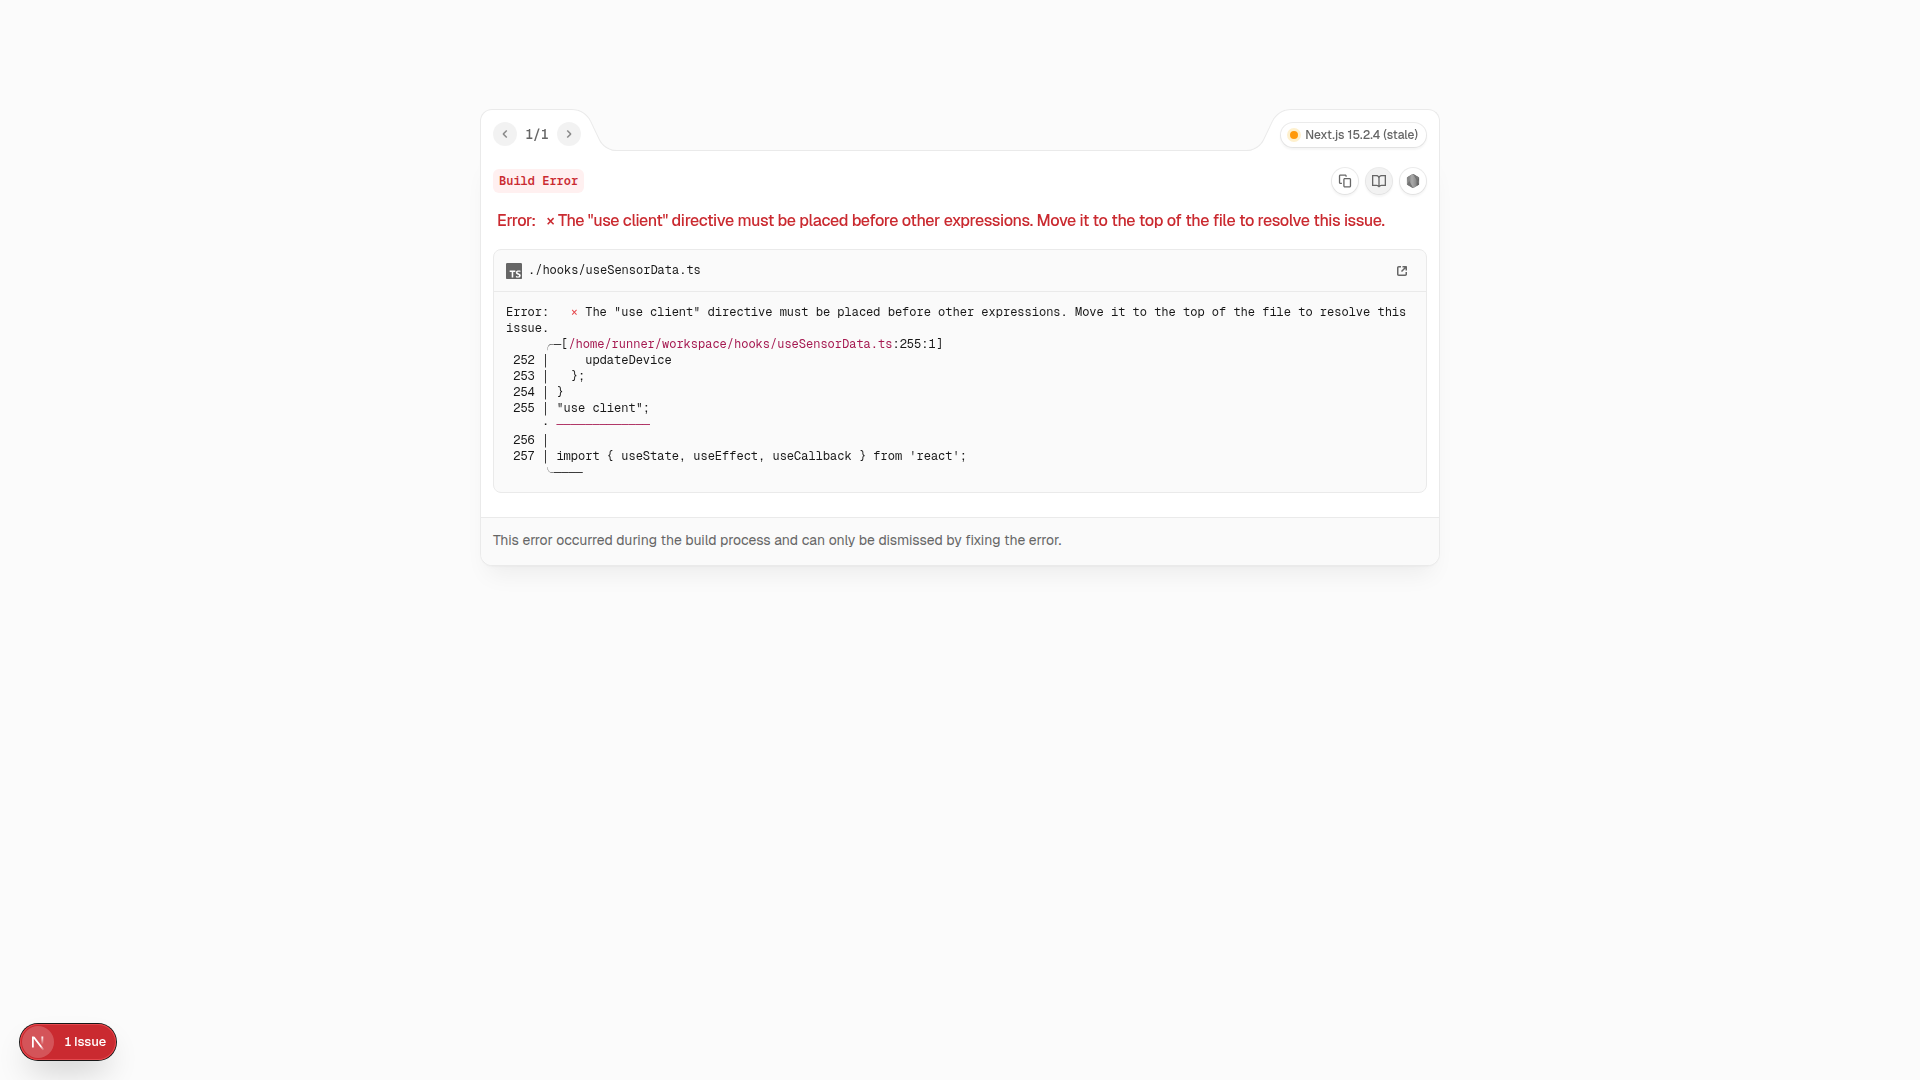 1/1
Next.js 15.2.4 (stale)
Build Error
Error: × The "use client" directive must be placed before other expressions. Move it to the top of the file to resolve this issue.
TS ./hooks/useSensorData.ts
Error:   × The "use client" directive must be placed before other expressions. Move it to the top of the file to resolve this
issue.
╭─[/home/runner/workspace/hooks/useSensorData.ts:255:1]
252 │     updateDevice
253 │   };
254 │ }
255 │ "use client";
· ─────────────
256 │
257 │ import { useState, useEffect, useCallback } from 'react';
╰────
This error occurred during the build process and can only be dismissed by fixing the error.
N 1 Issue